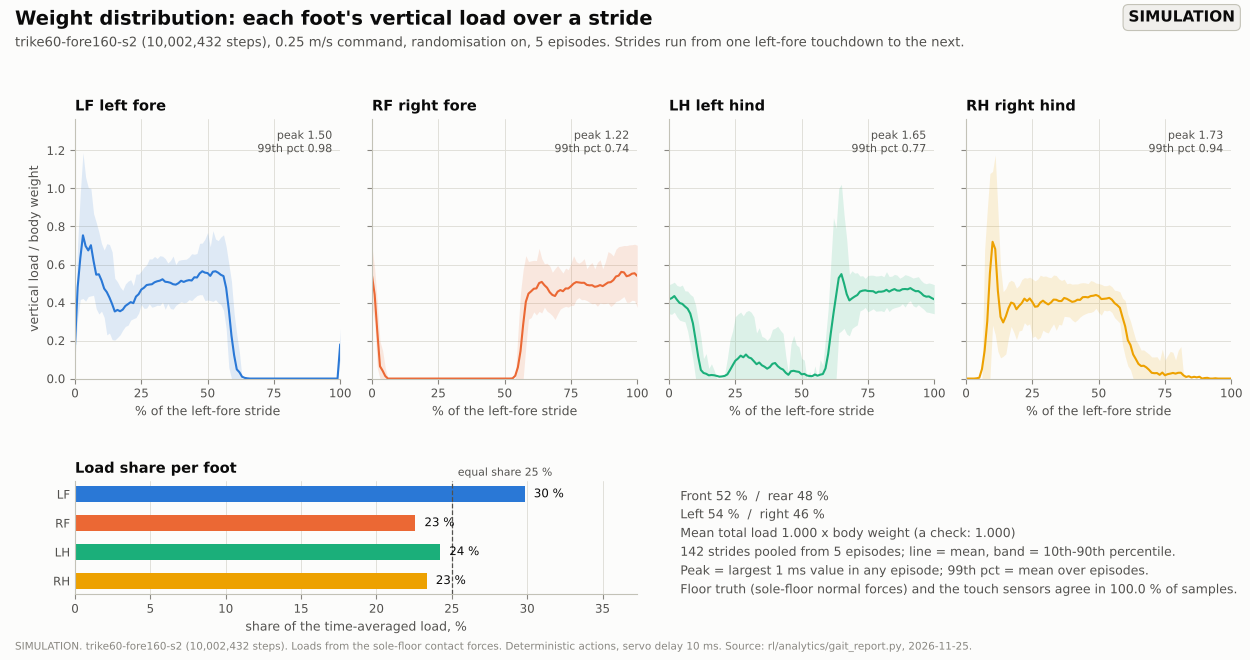 Weight distribution: each foot's vertical load over a stride
SIMULATION
trike60-fore160-s2 (10,002,432 steps), 0.25 m/s command, randomisation on, 5 episodes. Strides run from one left-fore touchdown to the next.
LF left fore
RF right fore
LH left hind
RH right hind
peak 1.50
99th pct 0.98
peak 1.22
99th pct 0.74
peak 1.65
99th pct 0.77
peak 1.73
99th pct 0.94
vertical load / body weight
1.2
1.0
0.8
0.6
0.4
0.2
0.0
0 25 50 75 100
0 25 50 75 100
0 25 50 75 100
0 25 50 75 100
% of the left-fore stride
% of the left-fore stride
% of the left-fore stride
% of the left-fore stride
Load share per foot
equal share 25 %
LF 30 %
RF 23 %
LH 24 %
RH 23 %
0 5 10 15 20 25 30 35
share of the time-averaged load, %
Front 52 % / rear 48 %
Left 54 % / right 46 %
Mean total load 1.000 x body weight (a check: 1.000)
142 strides pooled from 5 episodes; line = mean, band = 10th-90th percentile.
Peak = largest 1 ms value in any episode; 99th pct = mean over episodes.
Floor truth (sole-floor normal forces) and the touch sensors agree in 100.0 % of samples.
SIMULATION. trike60-fore160-s2 (10,002,432 steps). Loads from the sole-floor contact forces. Deterministic actions, servo delay 10 ms. Source: rl/analytics/gait_report.py, 2026-11-25.